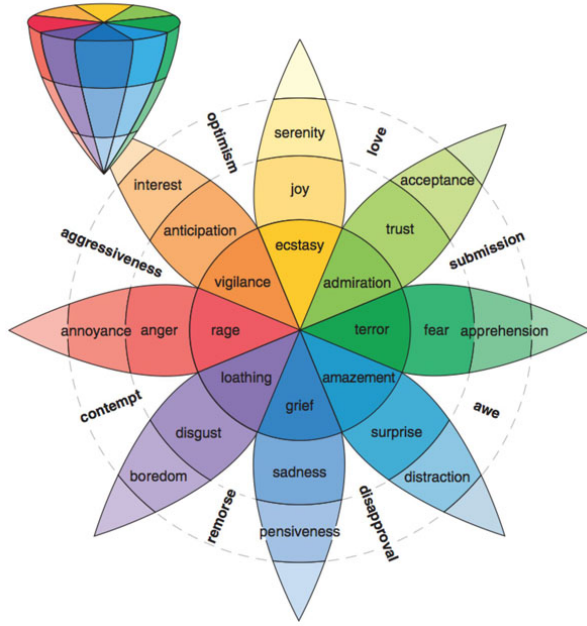 optimism
serenity
love
interest
joy
acceptance
anticipation
trust
aggressiveness
ecstasy
submission
vigilance
admiration
annoyance
anger
rage
terror
fear
apprehension
loathing
amazement
contempt
grief
awe
disgust
surprise
boredom
sadness
distraction
remorse
pensiveness
disapproval